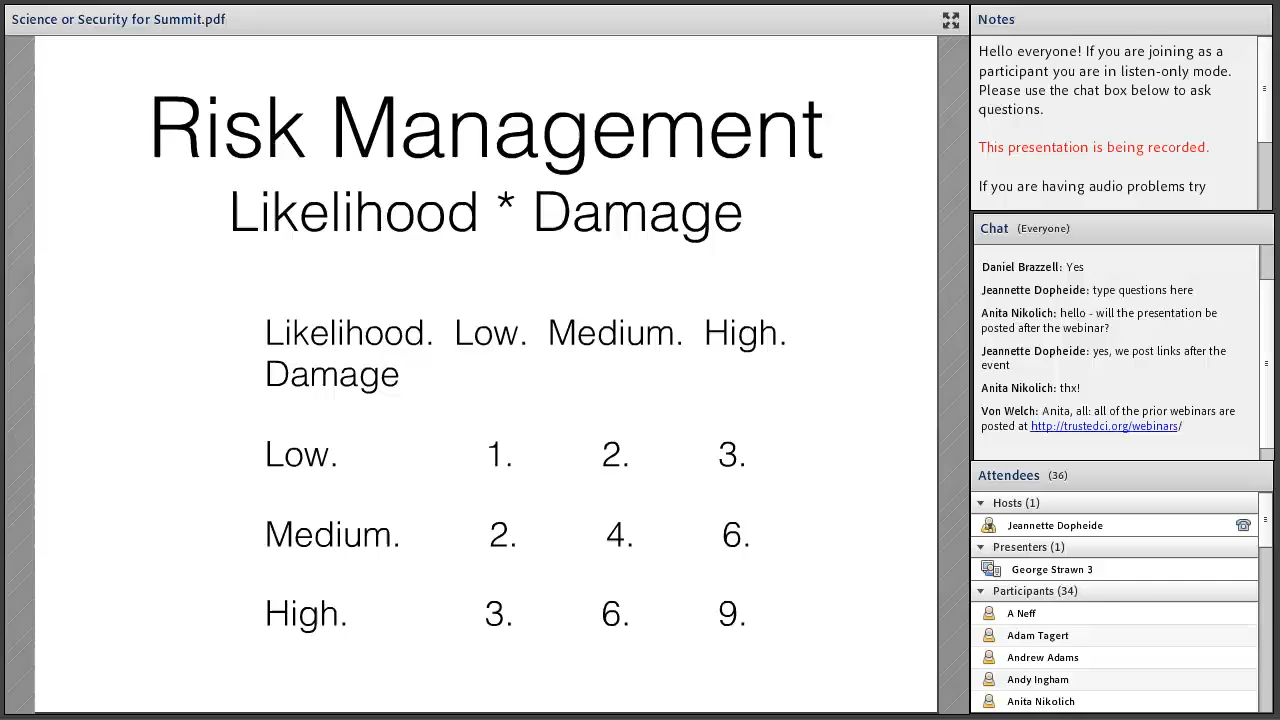 Science or Security for Summit.pdf
Risk Management
Likelihood * Damage
Likelihood. Low. Medium. High.
Damage
Low. 1. 2. 3.
Medium. 2. 4. 6.
High. 3. 6. 9.
Notes
Hello everyone! If you are joining as a
participant you are in listen-only mode.
Please use the chat box below to ask
questions.
This presentation is being recorded.
If you are having audio problems try
Chat (Everyone)
Daniel Brazzell: Yes
Jeannette Dopheide: type questions here
Anita Nikolich: hello - will the presentation be
posted after the webinar?
Jeannette Dopheide: yes, we post links after the
event
Anita Nikolich: thx!
Von Welch: Anita, all: all of the prior webinars are
posted at http://trustedci.org/webinars/
Attendees (36)
Hosts (1)
Jeannette Dopheide
Presenters (1)
George Strawn 3
Participants (34)
A Neff
Adam Tagert
Andrew Adams
Andy Ingham
Anita Nikolich